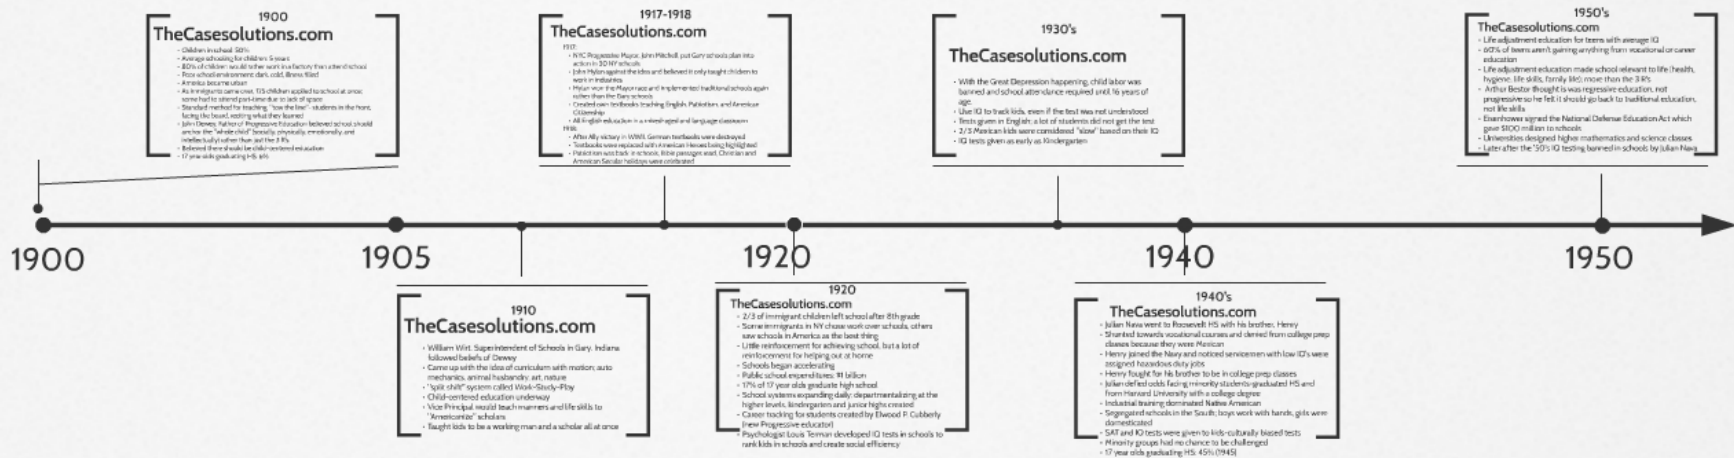 1900
TheCasesolutions.com
- Children in school: 50%
- Average schooling for children: 5 years
- 80% of children would rather work in a factory than attend school
- Poor school environment: dark, cold, illness filled
- America became urban
- As immigrants came over, 1.15 children applied to school at once;
some had to attend part-time due to lack of space
- Standard method for teaching, "tow the line"- students in the front,
facing the board, reciting what they learned
- John Dewey, Father of Progressive Education believed school should
anchor the "whole child" (socially, physically, emotionally, and
intellectually) rather than just the 3 R's
- Believed there should be child-centered education
- 17 year olds graduating HS: 6%
1917-1918
TheCasesolutions.com
1917:
- NYC Progressive Mayor, John Mitchell, put Gary schools plan into
action in 30 NY schools
- John Hylan against the idea and believed it only taught children to
work in industries
- Hylan won the Mayor race and implemented traditional schools again
rather than the Gary schools
- Created own textbooks teaching English, Patriotism, and American
Citizenship
- All English education in a mixed-aged and language classroom
1918:
- After Ally victory in WWI, German textbooks were destroyed
- Textbooks were replaced with American Heroes being highlighted
- Patriotism was back in schools, Bible passages read, Christian and
American Secular holidays were celebrated
1930's
TheCasesolutions.com
- With the Great Depression happening, child labor was
banned and school attendance required until 16 years of
age.
- Use IQ to track kids, even if the test was not understood
- Tests given in English; a lot of students did not get the test
- 2/3 Mexican kids were considered "slow" based on their IQ
- IQ tests given as early as Kindergarten
1950's
TheCasesolutions.com
- Life adjustment education for teens with average IQ
- 60% of teens aren't gaining anything from vocational or career
education
- Life adjustment education made school relevant to life (health,
hygiene, life skills, family life); more than the 3 R's
- Arthur Bestor thought is was regressive education, not
progressive so he felt it should go back to traditional education,
not life skills
- Eisenhower signed the National Defense Education Act which
gave $100 million to schools
- Universities designed higher mathematics and science classes
- Later after the '50's IQ testing banned in schools by Julian Nava
1900
1905
1920
1940
1950
1910
TheCasesolutions.com
- William Wirt, Superintendent of Schools in Gary, Indiana
followed beliefs of Dewey
- Came up with the idea of curriculum with motion; auto
mechanics, animal husbandry, art, nature
- "split shift" system called Work-Study-Play
- Child-centered education underway
- Vice Principal would teach manners and life skills to
"Americanize" scholars
- Taught kids to be a working man and a scholar all at once
1920
TheCasesolutions.com
- 2/3 of immigrant children left school after 8th grade
- Some immigrants in NY chose work over schools, others
saw schools in America as the best thing
- Little reinforcement for achieving school, but a lot of
reinforcement for helping out at home
- Schools began accelerating
- Public school expenditures: $1 billion
- 17% of 17 year olds graduate high school
- School systems expanding daily: departmentalizing at the
higher levels, kindergarten and junior highs created
- Career tracking for students created by Elwood P. Cubberly
(new Progressive educator)
- Psychologist Louis Terman developed IQ tests in schools to
rank kids in schools and create social efficiency
1940's
TheCasesolutions.com
- Julian Nava went to Roosevelt HS with his brother, Henry
- Shunted towards vocational courses and denied from college prep
classes because they were Mexican
- Henry joined the Navy and noticed servicemen with low IQ's were
assigned hazardous duty jobs
- Henry fought for his brother to be in college prep classes
- Julian defied odds facing minority students-graduated HS and
from Harvard University with a college degree
- Industrial training dominated Native American
- Segregated schools in the South; boys work with hands, girls were
domesticated
- SAT and IQ tests were given to kids-culturally biased tests
- Minority groups had no chance to be challenged
- 17 year olds graduating HS: 45% (1945)